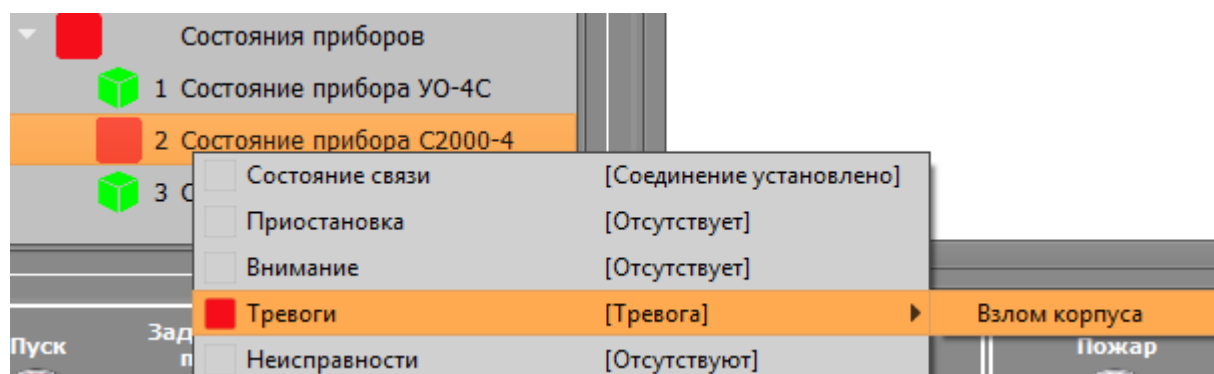 Состояния приборов
1 Состояние прибора УО-4С
2 Состояние прибора С2000-4
3 С
Состояние связи [Соединение установлено]
Приостановка [Отсутствует]
Внимание [Отсутствует]
Тревоги [Тревога] Взлом корпуса
Неисправности [Отсутствуют]
Пуск
Зад
п
Пожар